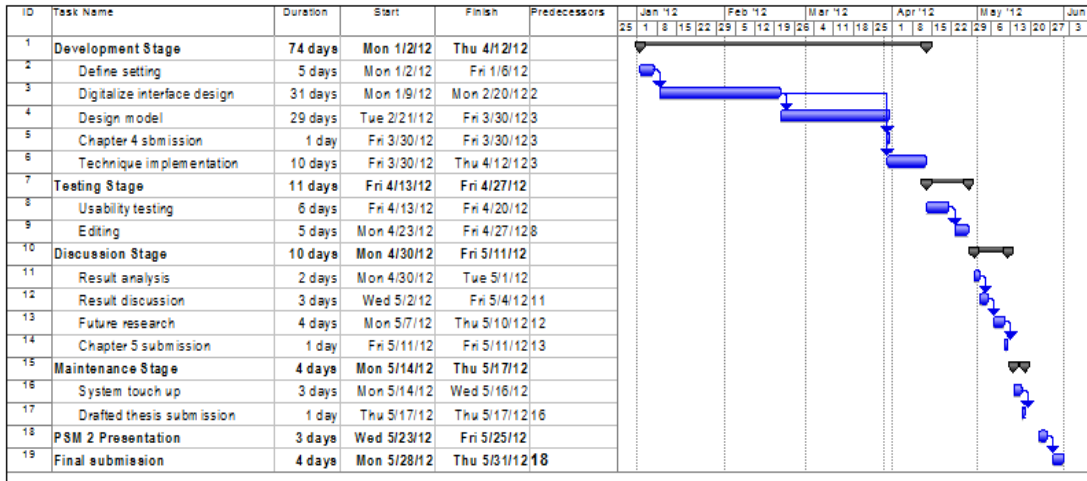 ID Task Name Duration Start Finish Predecessors Jan '12 Feb '12 Mar '12 Apr '12 May '12 Jun
25 1 8 15 22 29 5 12 19 26 4 11 18 25 1 8 15 22 29 6 13 20 27 3
1 Development Stage 74 days Mon 1/2/12 Thu 4/12/12
2 Define setting 5 days Mon 1/2/12 Fri 1/6/12
3 Digitalize interface design 31 days Mon 1/9/12 Mon 2/20/12 2
4 Design model 29 days Tue 2/21/12 Fri 3/30/12 3
5 Chapter 4 sbmission 1 day Fri 3/30/12 Fri 3/30/12 3
6 Technique implementation 10 days Fri 3/30/12 Thu 4/12/12 3
7 Testing Stage 11 days Fri 4/13/12 Fri 4/27/12
8 Usability testing 6 days Fri 4/13/12 Fri 4/20/12
9 Editing 5 days Mon 4/23/12 Fri 4/27/12 8
10 Discussion Stage 10 days Mon 4/30/12 Fri 5/11/12
11 Result analysis 2 days Mon 4/30/12 Tue 5/1/12
12 Result discussion 3 days Wed 5/2/12 Fri 5/4/12 11
13 Future research 4 days Mon 5/7/12 Thu 5/10/12 12
14 Chapter 5 submission 1 day Fri 5/11/12 Fri 5/11/12 13
15 Maintenance Stage 4 days Mon 5/14/12 Thu 5/17/12
16 System touch up 3 days Mon 5/14/12 Wed 5/16/12
17 Drafted thesis submission 1 day Thu 5/17/12 Thu 5/17/12 16
18 PSM 2 Presentation 3 days Wed 5/23/12 Fri 5/25/12
19 Final submission 4 days Mon 5/28/12 Thu 5/31/12 18